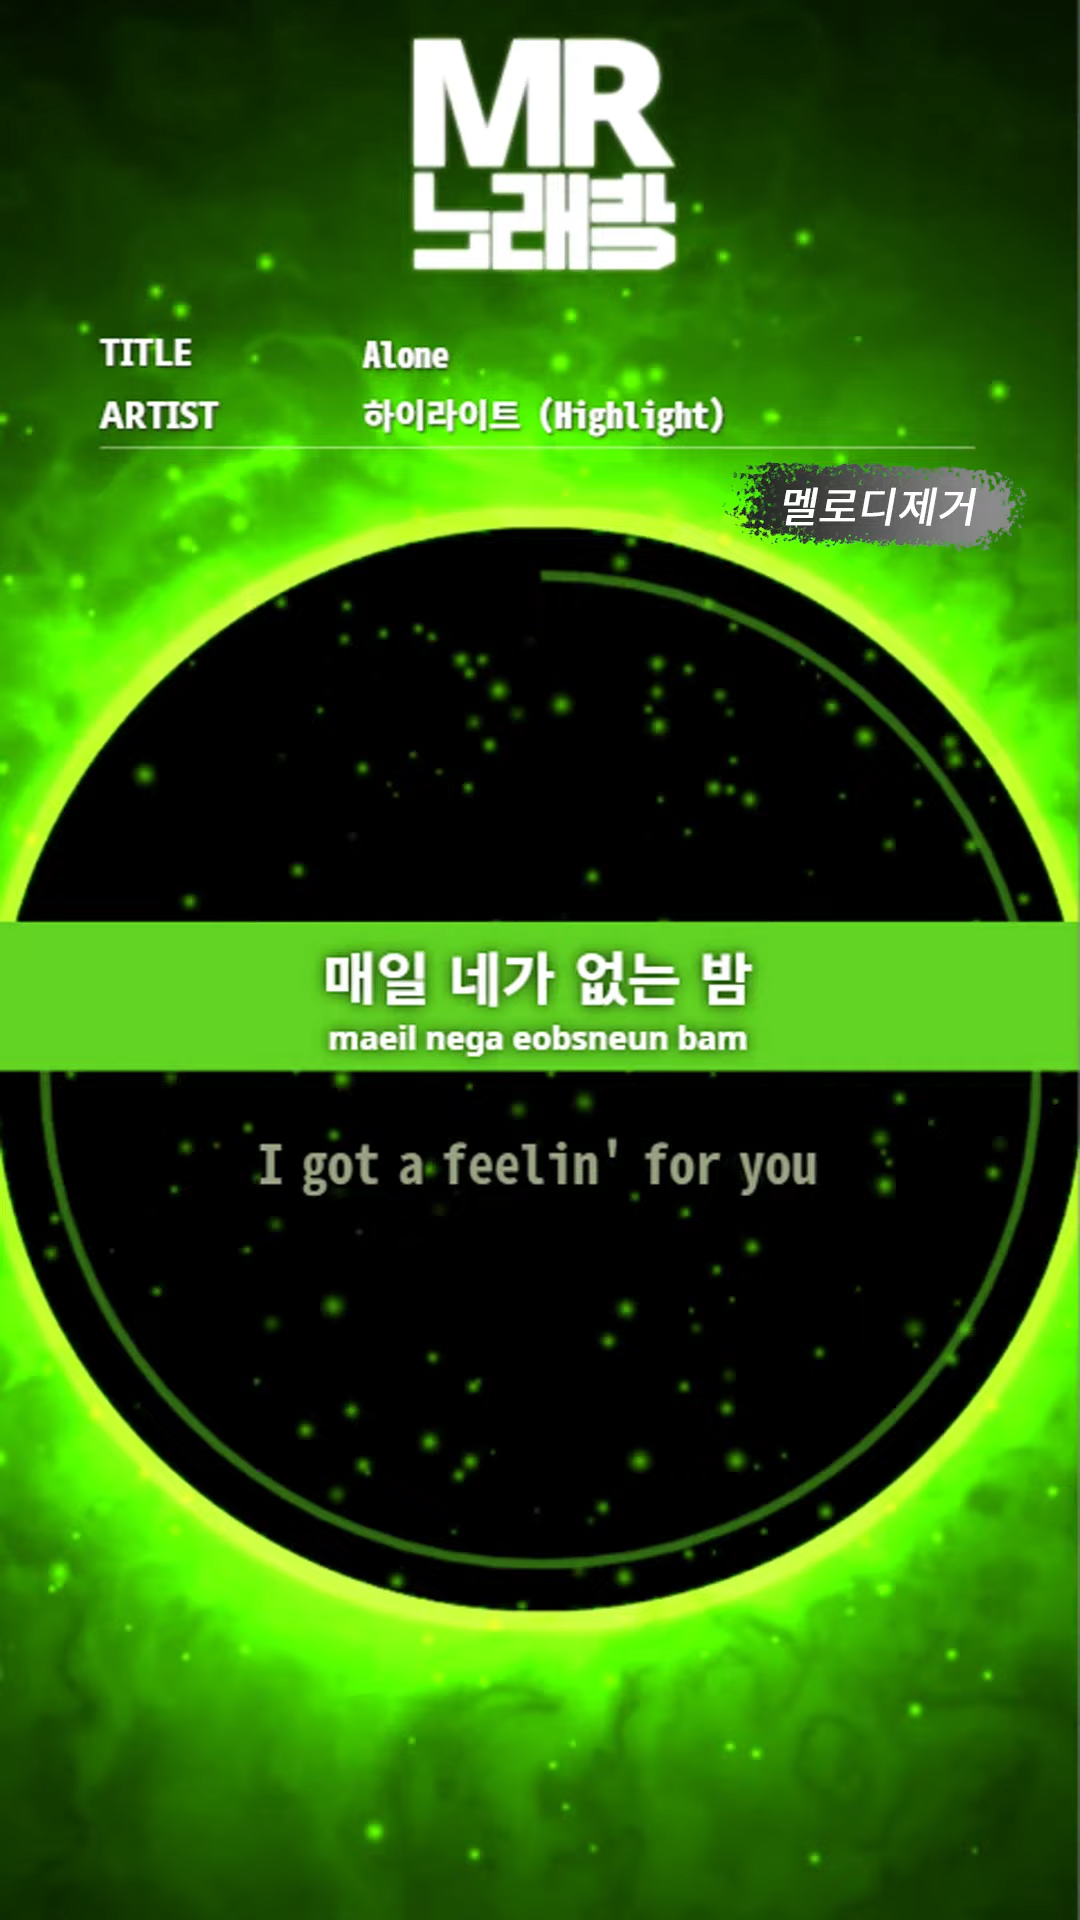 MR
노래방
TITLE Alone
ARTIST 하이라이트 (Highlight)
멜로디제거
매일 네가 없는 밤
maeil nega eobsneun bam
I got a feelin' for you